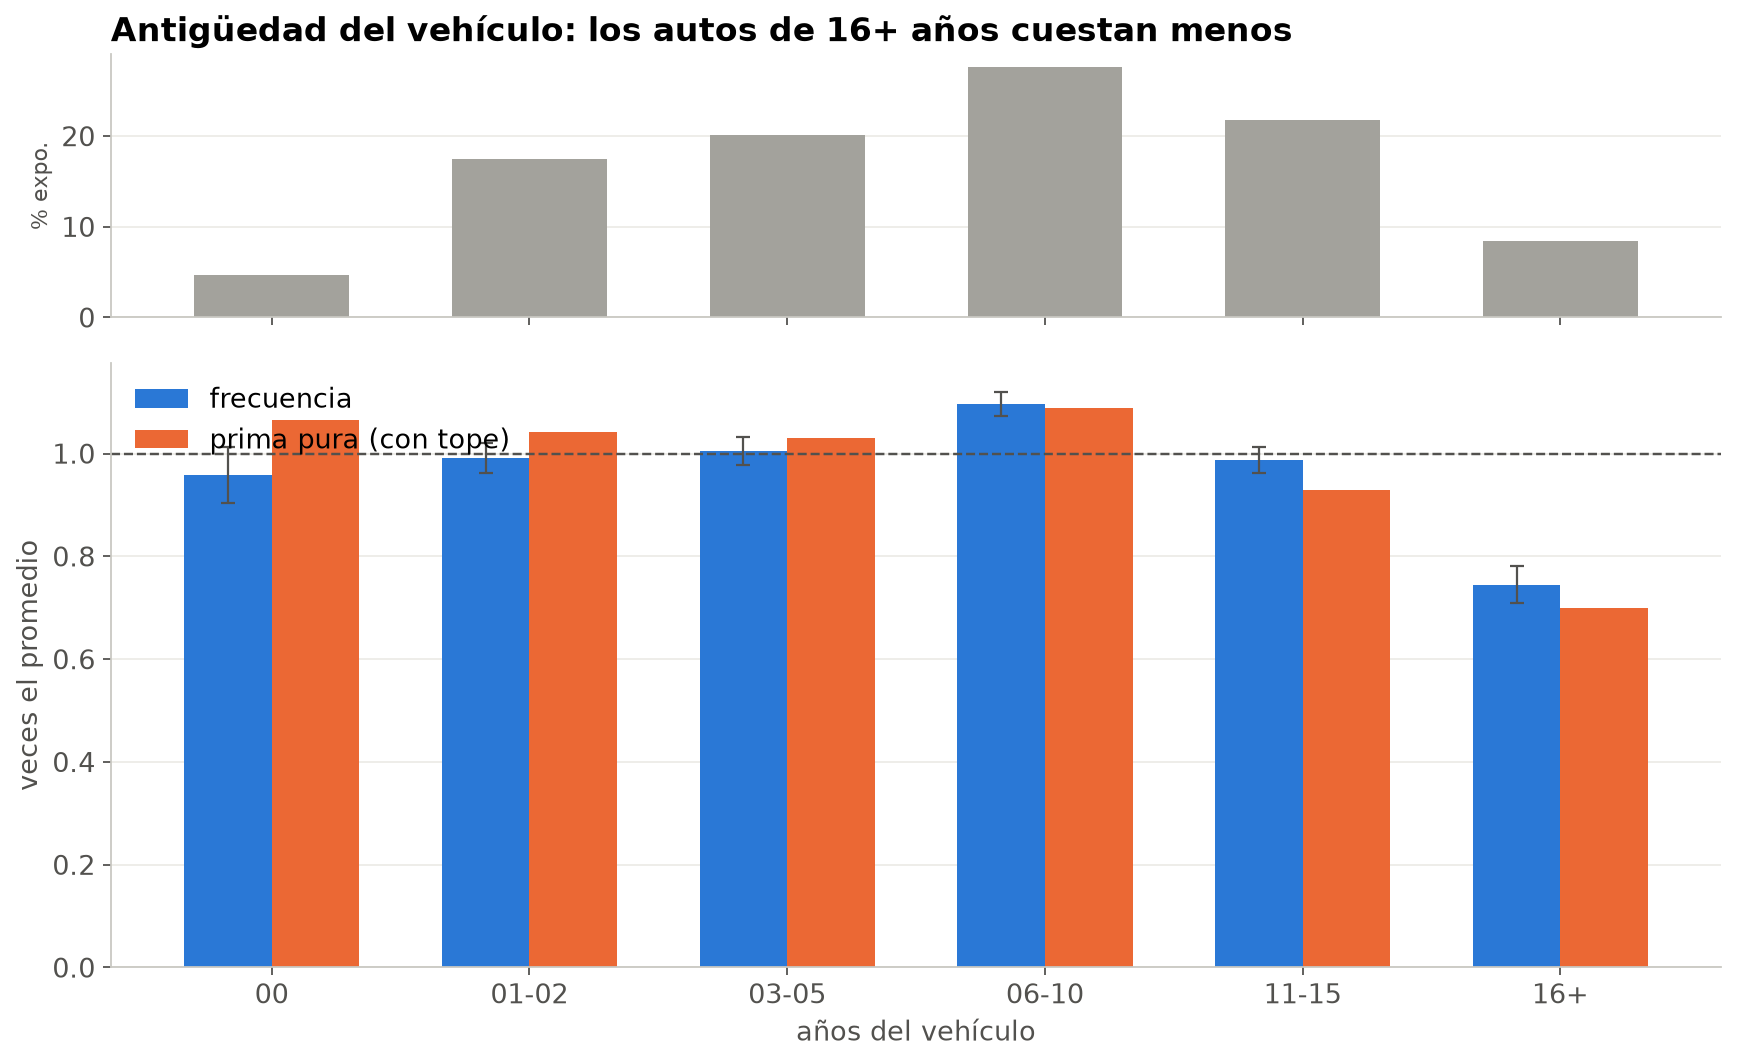 Antigüedad del vehículo: los autos de 16+ años cuestan menos
% expo.
20
10
0
frecuencia
prima pura (con tope)
veces el promedio
1.0
0.8
0.6
0.4
0.2
0.0
00 01-02 03-05 06-10 11-15 16+
años del vehículo